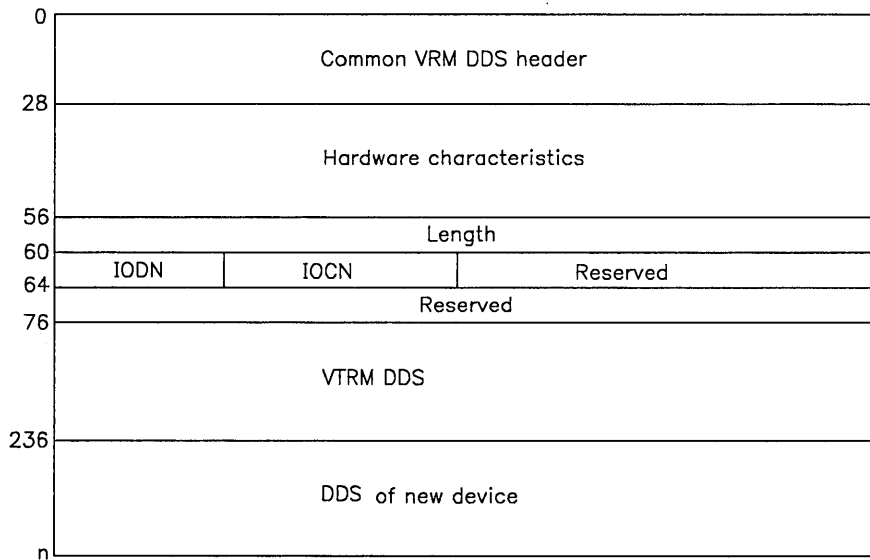 0
Common VRM DDS header
28
Hardware characteristics
56
Length
60
IODN IOCN Reserved
64
Reserved
76
VTRM DDS
236
DDS of new device
n